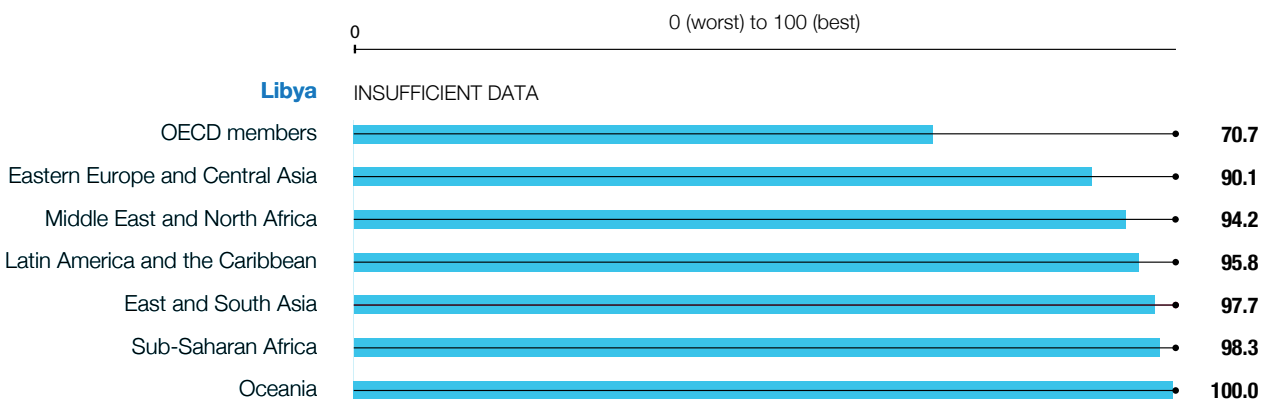 0 (worst) to 100 (best)
0
Libya INSUFFICIENT DATA
OECD members 70.7
Eastern Europe and Central Asia 90.1
Middle East and North Africa 94.2
Latin America and the Caribbean 95.8
East and South Asia 97.7
Sub-Saharan Africa 98.3
Oceania 100.0